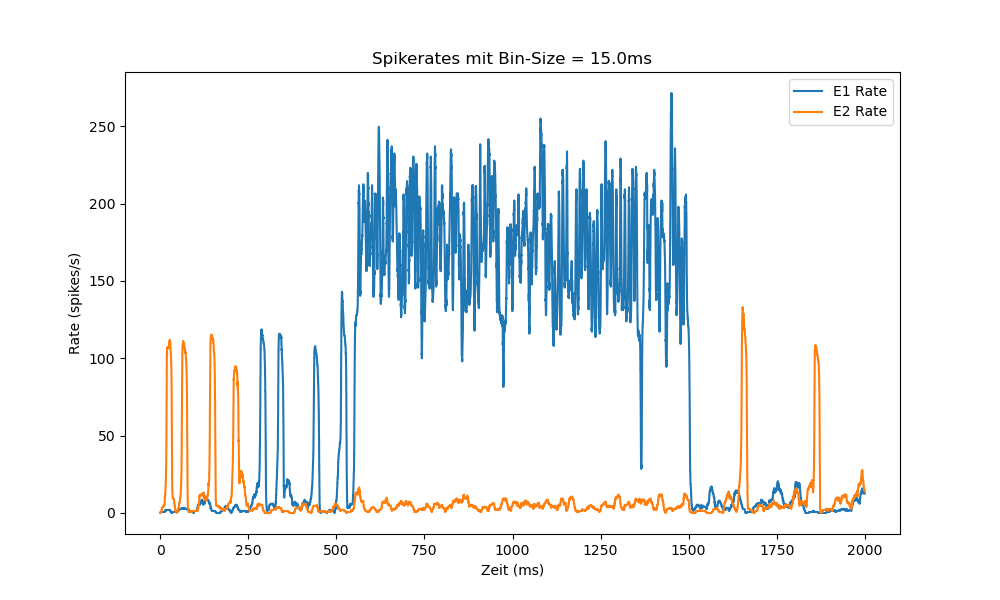 Spikerates mit Bin-Size = 15.0ms
E1 Rate
E2 Rate
250
200
150
100
50
0
Rate (spikes/s)
0 250 500 750 1000 1250 1500 1750 2000
Zeit (ms)